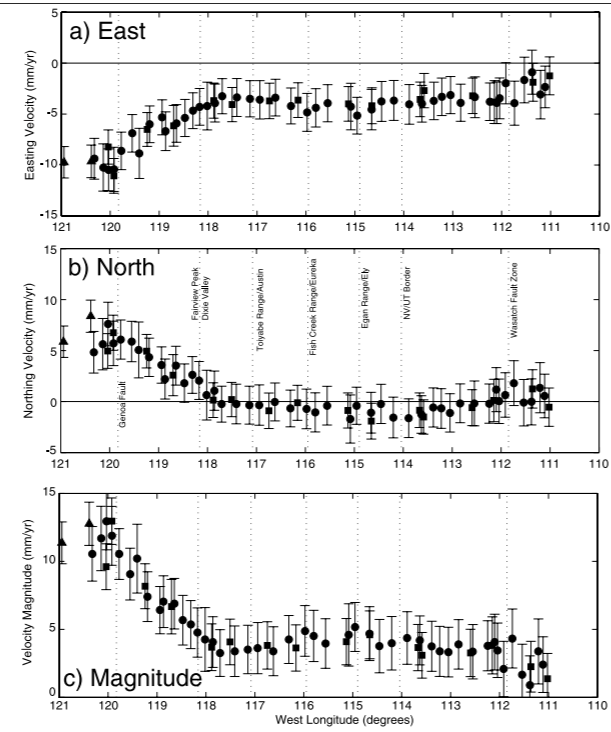 a) East
Easting Velocity (mm/yr)
5
0
-5
-10
-15
121 120 119 118 117 116 115 114 113 112 111 110
b) North
Northing Velocity (mm/yr)
15
10
5
0
-5
Genoa Fault
Fairview Peak
Dixie Valley
Toiyabe Range/Austin
Fish Creek Range/Eureka
Egan Range/Ely
NV/UT Border
Wasatch Fault Zone
121 120 119 118 117 116 115 114 113 112 111 110
15
10
5
0
Velocity Magnitude (mm/yr)
c) Magnitude
121 120 119 118 117 116 115 114 113 112 111 110
West Longitude (degrees)